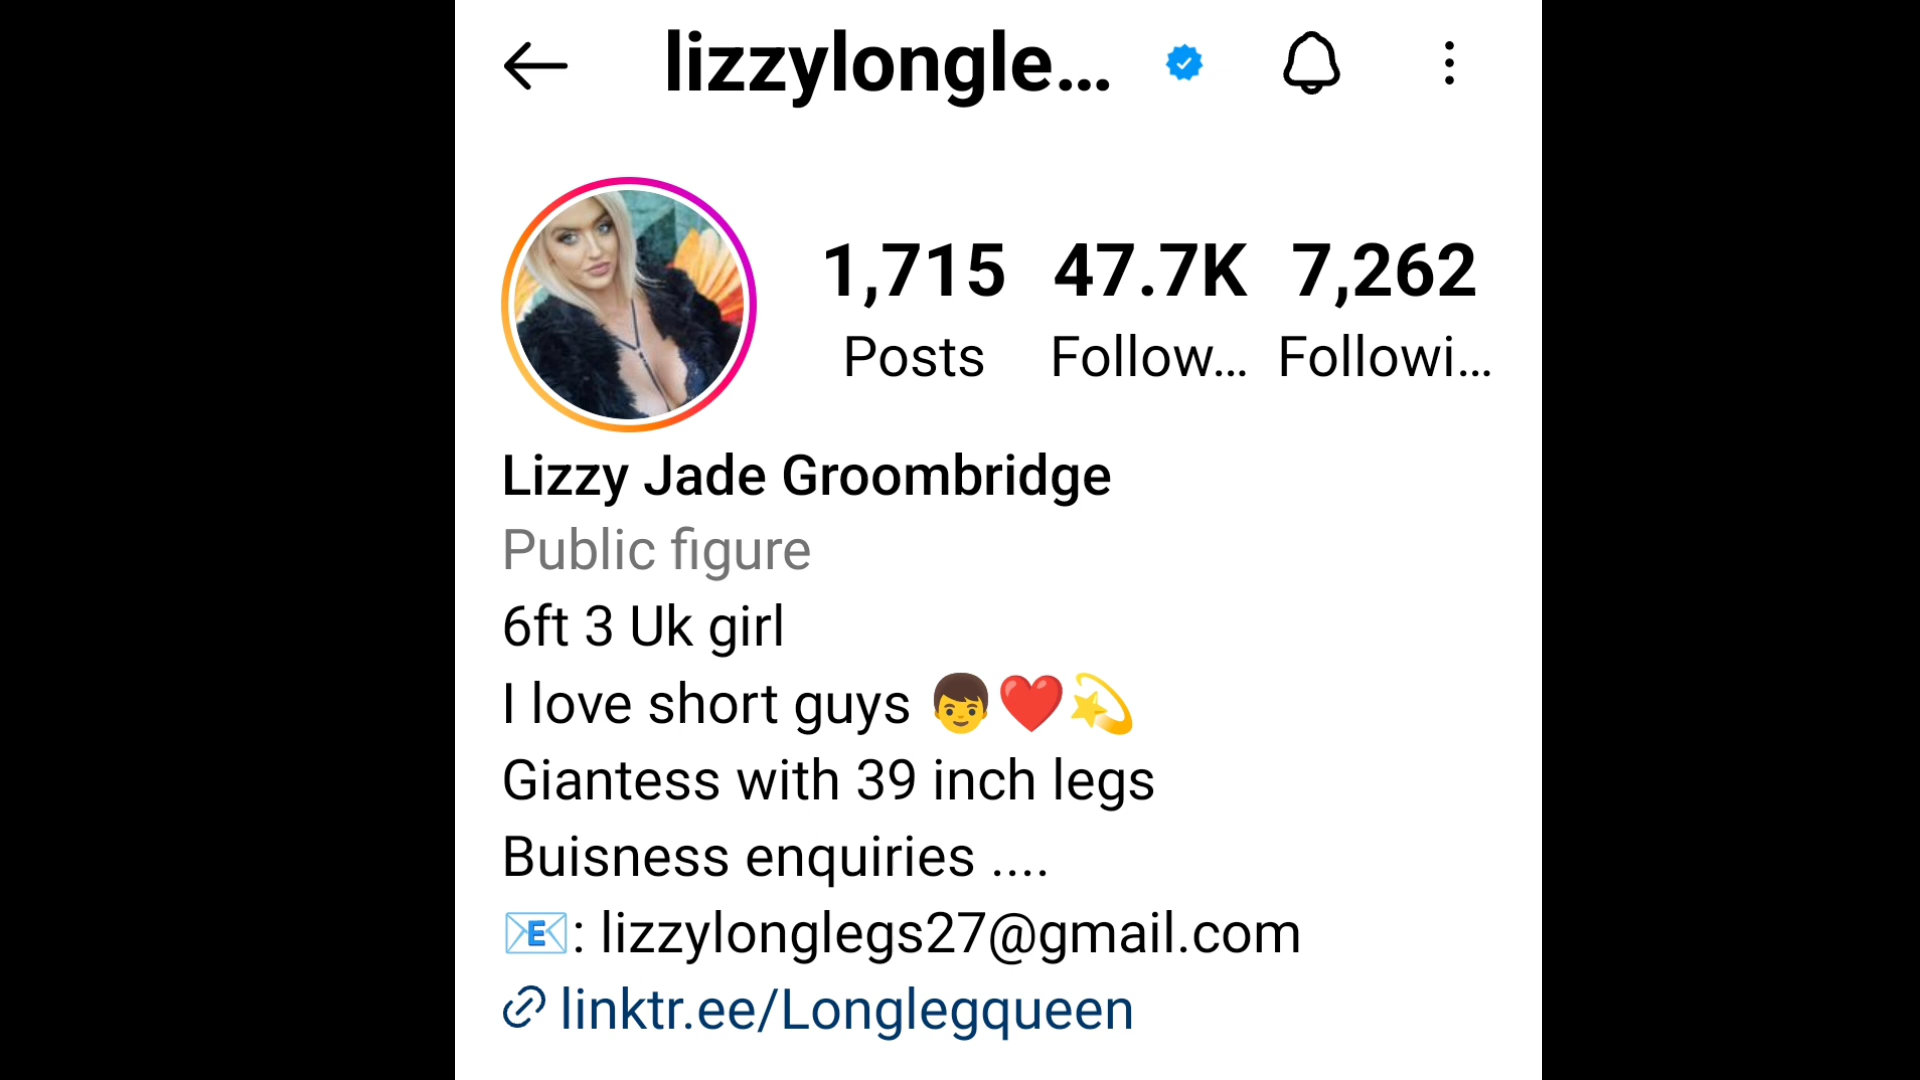 lizzylongle...
1,715 47.7K 7,262
Posts Follow... Followi...
Lizzy Jade Groombridge
Public figure
6ft 3 Uk girl
I love short guys 👦❤️💫
Giantess with 39 inch legs
Buisness enquiries ....
📧: lizzylonglegs27@gmail.com
linktr.ee/Longlegqueen